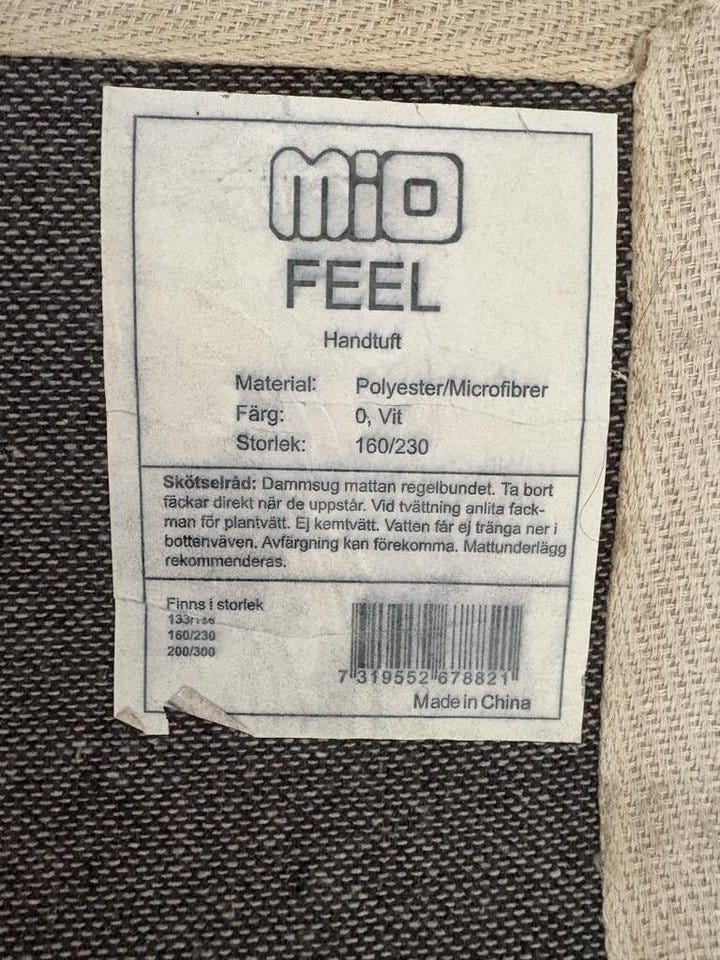 MiO
FEEL
Handtuft
Material: Polyester/Microfibrer
Färg: 0, Vit
Storlek: 160/230
Skötselråd: Dammsug mattan regelbundet. Ta bort
fäckar direkt när de uppstår. Vid tvättning anlita fack-
man för plantvätt. Ej kemtvätt. Vatten får ej tränga ner i
bottenväven. Avfärgning kan förekomma. Mattunderlägg
rekommenderas.
Finns i storlek
160/230
200/300
7 319552 678821
Made in China